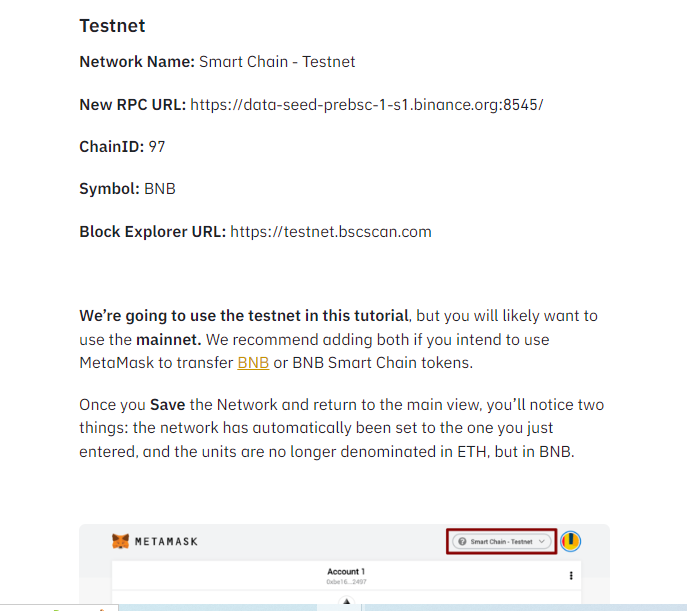 Testnet
Network Name: Smart Chain - Testnet
New RPC URL: https://data-seed-prebsc-1-s1.binance.org:8545/
ChainID: 97
Symbol: BNB
Block Explorer URL: https://testnet.bscscan.com
We’re going to use the testnet in this tutorial, but you will likely want to
use the mainnet. We recommend adding both if you intend to use
MetaMask to transfer BNB or BNB Smart Chain tokens.
Once you Save the Network and return to the main view, you’ll notice two
things: the network has automatically been set to the one you just
entered, and the units are no longer denominated in ETH, but in BNB.
METAMASK
Smart Chain - Testnet
Account 1
0xbe16...2497